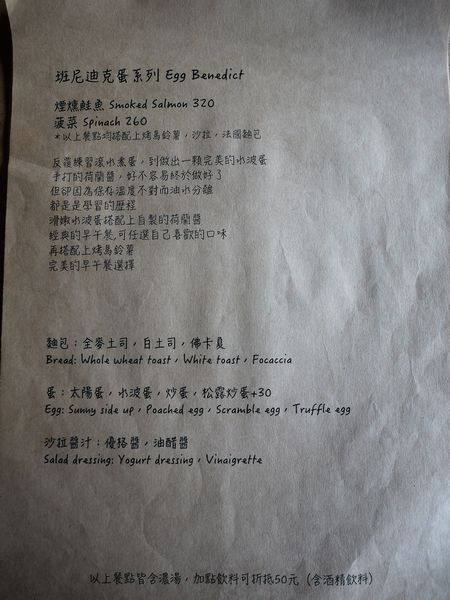 班尼迪克蛋系列 Egg Benedict
煙燻鮭魚 Smoked Salmon 320
菠菜 Spinach 260
*以上餐點均搭配上烤馬鈴薯，沙拉，法國麵包
反覆練習滾水煮蛋，到做出一顆完美的水波蛋
手打的荷蘭醬，好不容易終於做好了
但卻因為保存溫度不對而油水分離
都是是學習的歷程
滑嫩水波蛋搭配上自製的荷蘭醬
經典的早午餐，可任選自己喜歡的口味
再搭配上烤馬鈴薯
完美的早午餐選擇
麵包：全麥土司，白土司，佛卡夏
Bread: Whole wheat toast，White toast，Focaccia
蛋：太陽蛋，水波蛋，炒蛋，松露炒蛋+30
Egg: Sunny side up，Poached egg，Scramble egg，Truffle egg
沙拉醬汁：優格醬，油醋醬
Salad dressing: Yogurt dressing，Vinaigrette
以上餐點皆含濃湯，加點飲料可折抵50元（含酒精飲料）